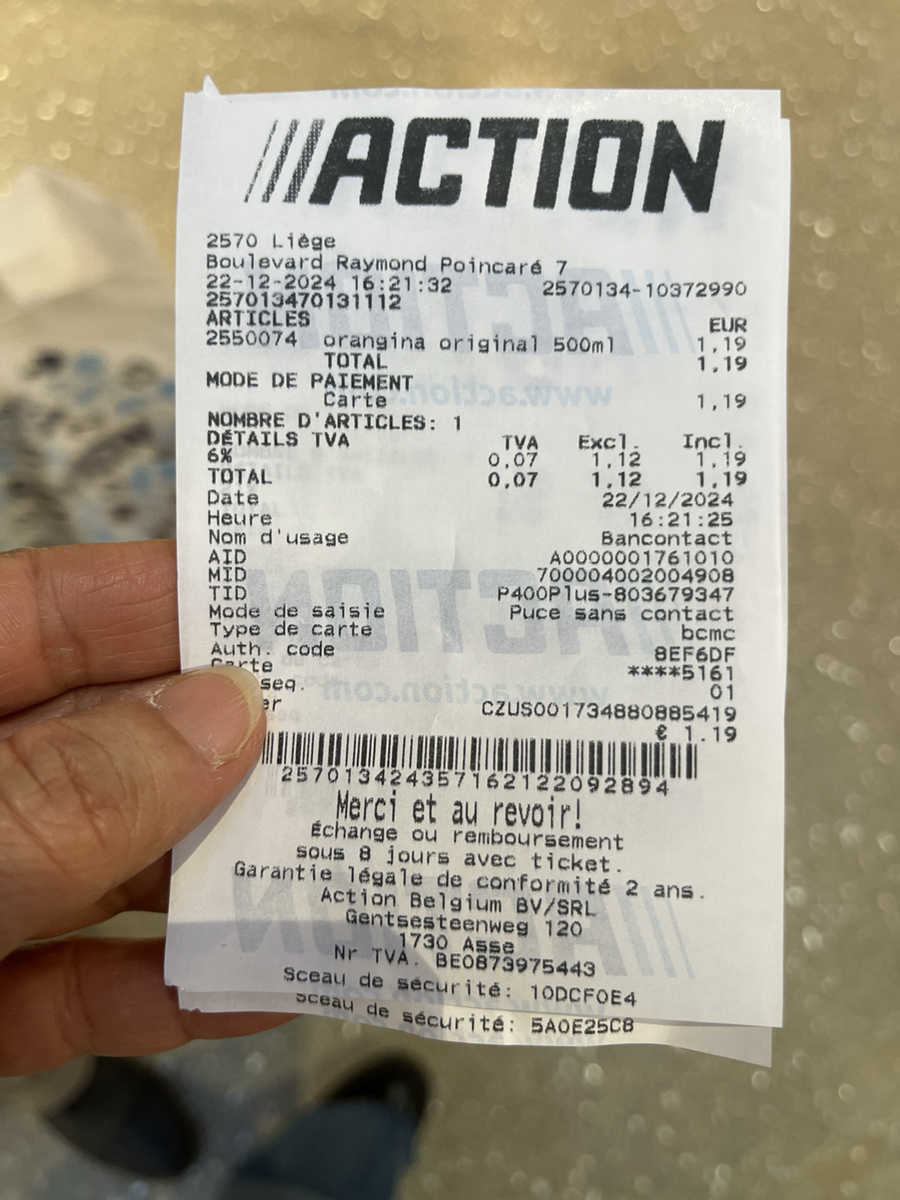 ACTION
2570 Liège
Boulevard Raymond Poincaré 7
22-12-2024 16:21:32 2570134-10372990
257013470131112
ARTICLES EUR
2550074 orangina original 500ml 1,19
TOTAL 1,19
MODE DE PAIEMENT
Carte 1,19
NOMBRE D'ARTICLES: 1
DÉTAILS TVA TVA Excl. Incl.
6% 0,07 1,12 1,19
TOTAL 0,07 1,12 1,19
Date 22/12/2024
Heure 16:21:25
Nom d'usage Bancontact
AID A0000001761010
MID 700004002004908
TID P400Plus-803679347
Mode de saisie Puce sans contact
Type de carte bcmc
Auth. code 8EF6DF
Carte ****5161
seq. 01
er CZUS001734880885419
€ 1.19
2570134243571621220928​94
Merci et au revoir!
Échange ou remboursement
sous 8 jours avec ticket.
Garantie légale de conformité 2 ans.
Action Belgium BV/SRL
Gentsesteenweg 120
1730 Asse
Nr TVA. BE0873975443
Sceau de sécurité: 10DCF0E4
Sceau de sécurité: 5A0E25C8